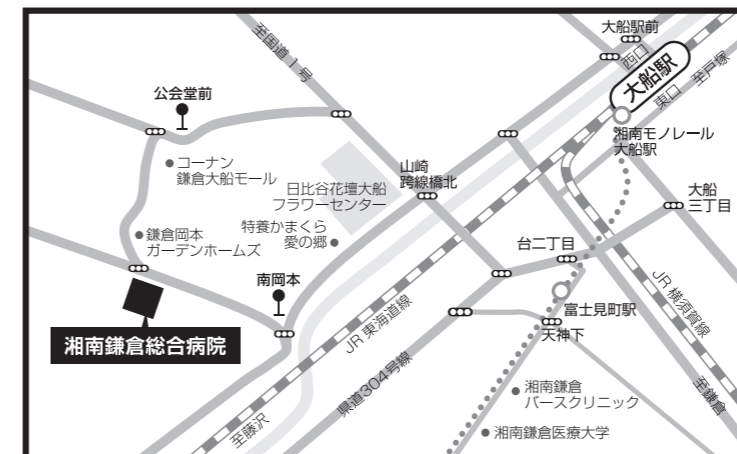 至国道1号
大船駅前
西口
大船駅
東口
至戸塚
公会堂前
湘南モノレール
大船駅
コーナン
鎌倉大船モール
日比谷花壇大船
フラワーセンター
山崎
跨線橋北
大船
三丁目
鎌倉岡本
ガーデンホームズ
特養かまくら
愛の郷
台二丁目
南岡本
富士見町駅
JR横須賀線
湘南鎌倉総合病院
JR東海道線
天神下
県道304号線
至鎌倉
湘南鎌倉
バースクリニック
至藤沢
湘南鎌倉医療大学